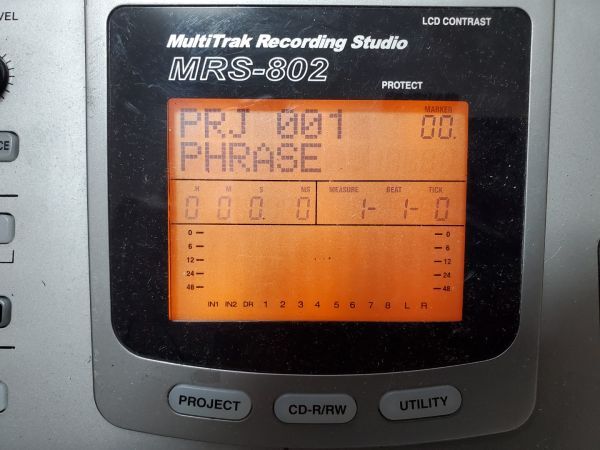 LCD CONTRAST
VEL
MultiTrak Recording Studio
MRS-802
PROTECT
PRJ 001
MARKER
00.
PHRASE
CE
H M S MS MEASURE BEAT TICK
0 00 0. 0 1- 1- 0
0 0
6 6
12 12
24 24
48 48
IN1 IN2 DR 1 2 3 4 5 6 7 8 L R
PROJECT CD-R/RW UTILITY